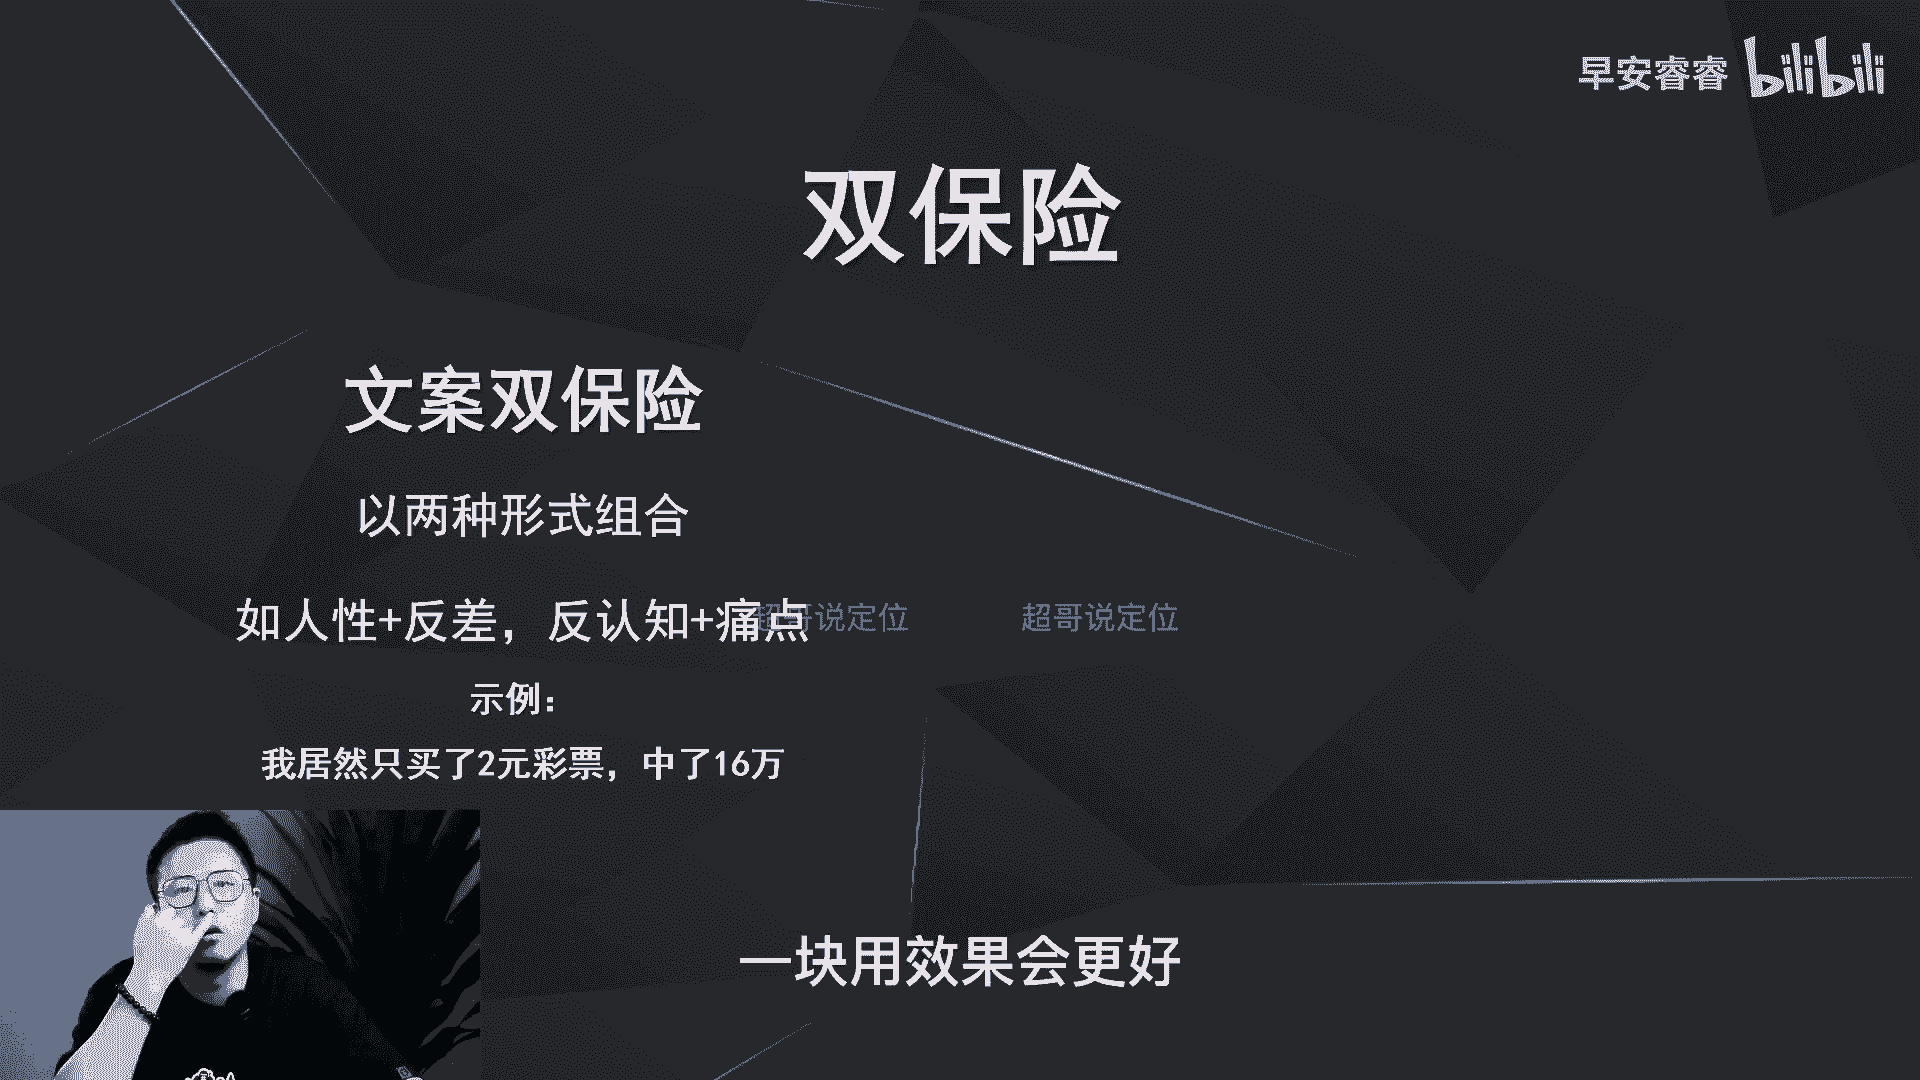 早安睿睿 bilibili
双保险
文案双保险
以两种形式组合
如人性+反差，反认知+痛点
超哥说定位 超哥说定位
示例：
我居然只买了2元彩票，中了16万
一块用效果会更好